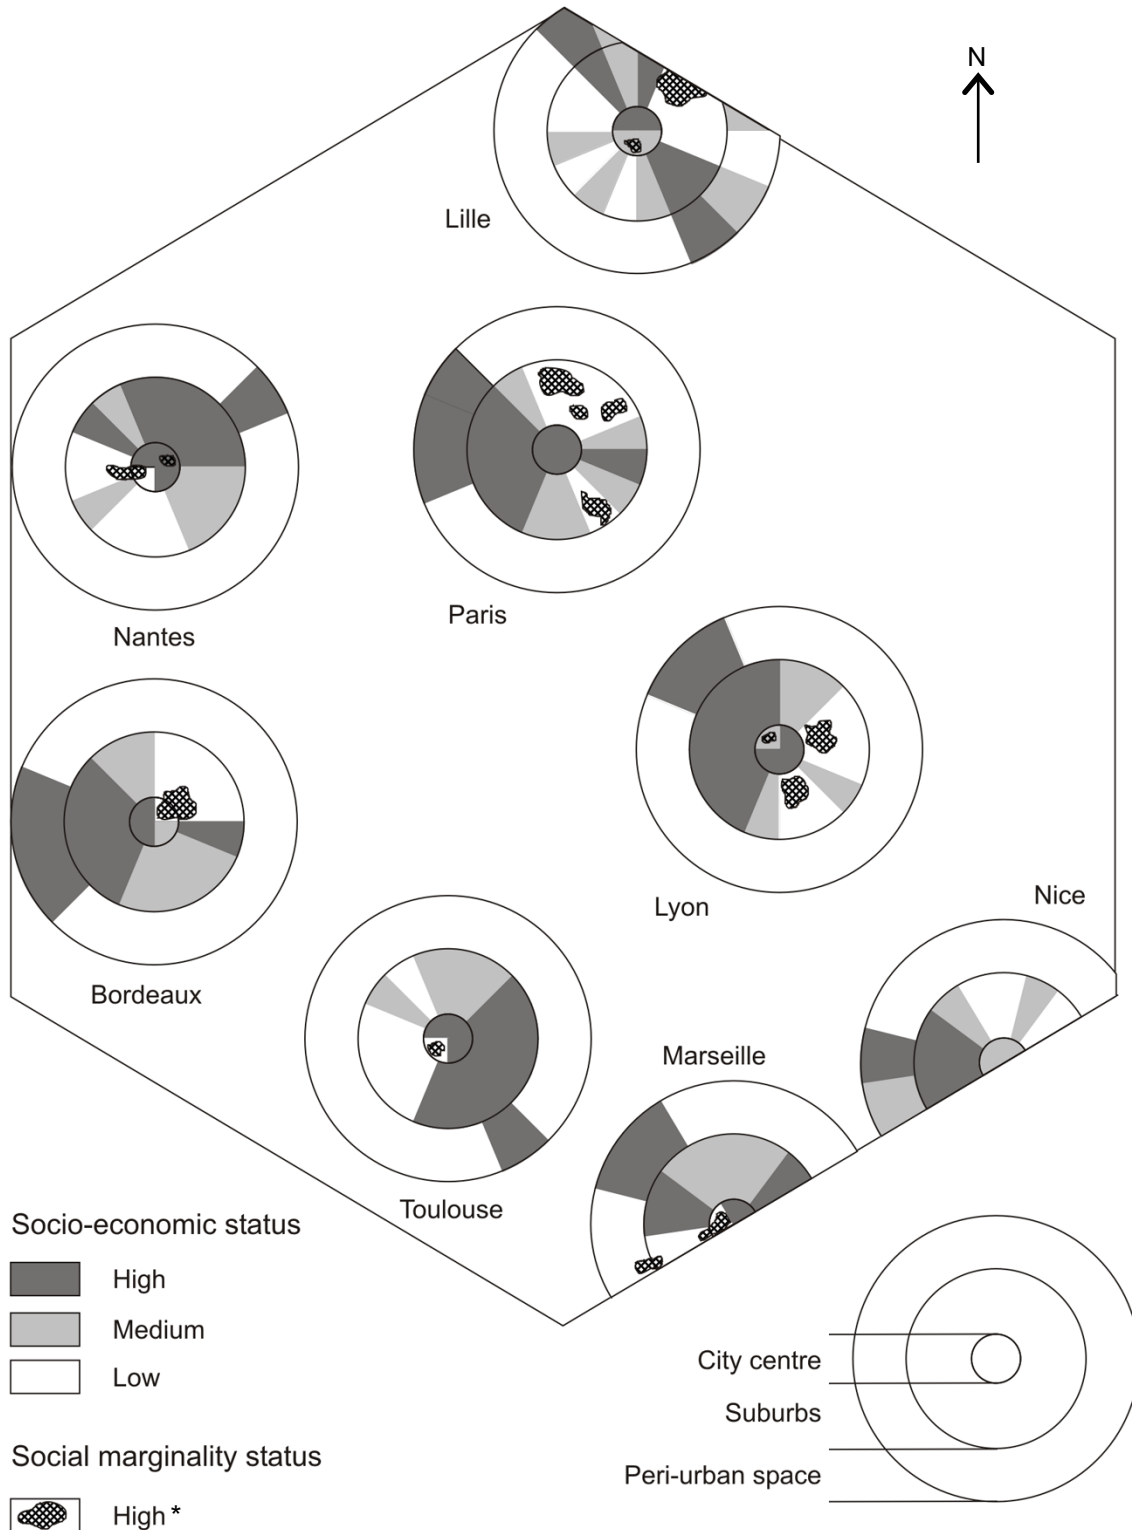 N
Lille
Nantes
Paris
Bordeaux
Lyon
Nice
Toulouse
Marseille
Socio-economic status
High
Medium
Low
Social marginality status
High *
City centre
Suburbs
Peri-urban space